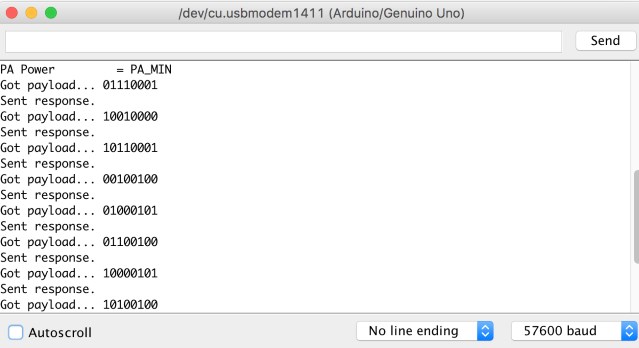 /dev/cu.usbmodem1411 (Arduino/Genuino Uno)
Send
PA Power         = PA_MIN
Got payload... 01110001
Sent response.
Got payload... 10010000
Sent response.
Got payload... 10110001
Sent response.
Got payload... 00100100
Sent response.
Got payload... 01000101
Sent response.
Got payload... 01100100
Sent response.
Got payload... 10000101
Sent response.
Got payload... 10100100
Autoscroll No line ending 57600 baud